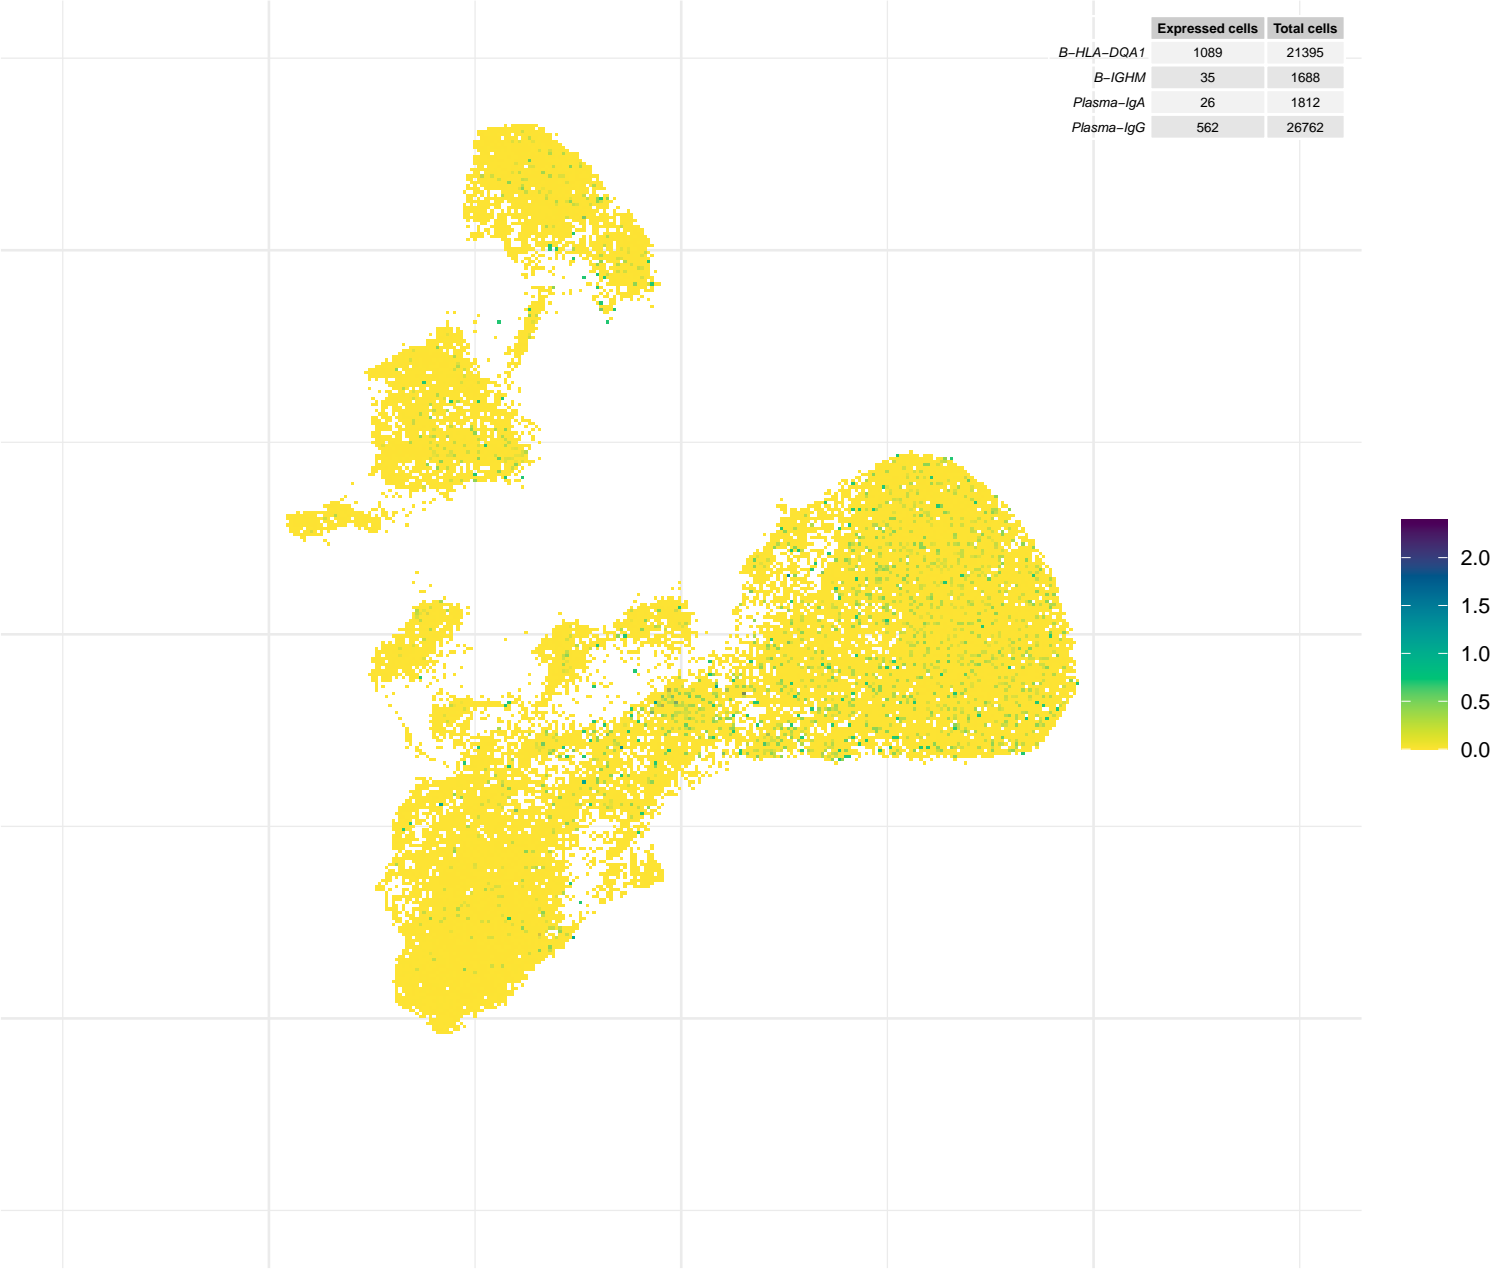 Expressed cells Total cells
B−HLA−DQA1 1089 21395
B−IGHM 35 1688
Plasma−IgA 26 1812
Plasma−IgG 562 26762
2.0
1.5
1.0
0.5
0.0